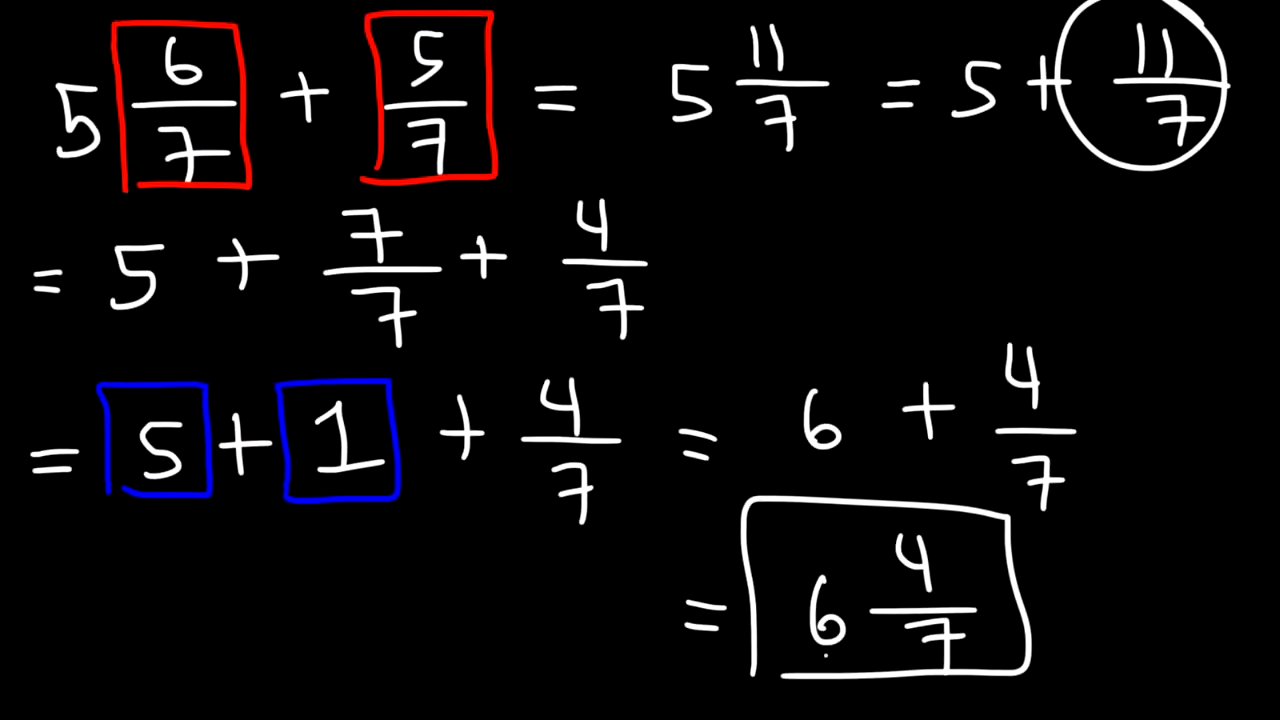 5 6/7 + 5/7 = 5 11/7 = 5 + 11/7
= 5 + 7/7 + 4/7
= 5 + 1 + 4/7 = 6 + 4/7
= 6 4/7